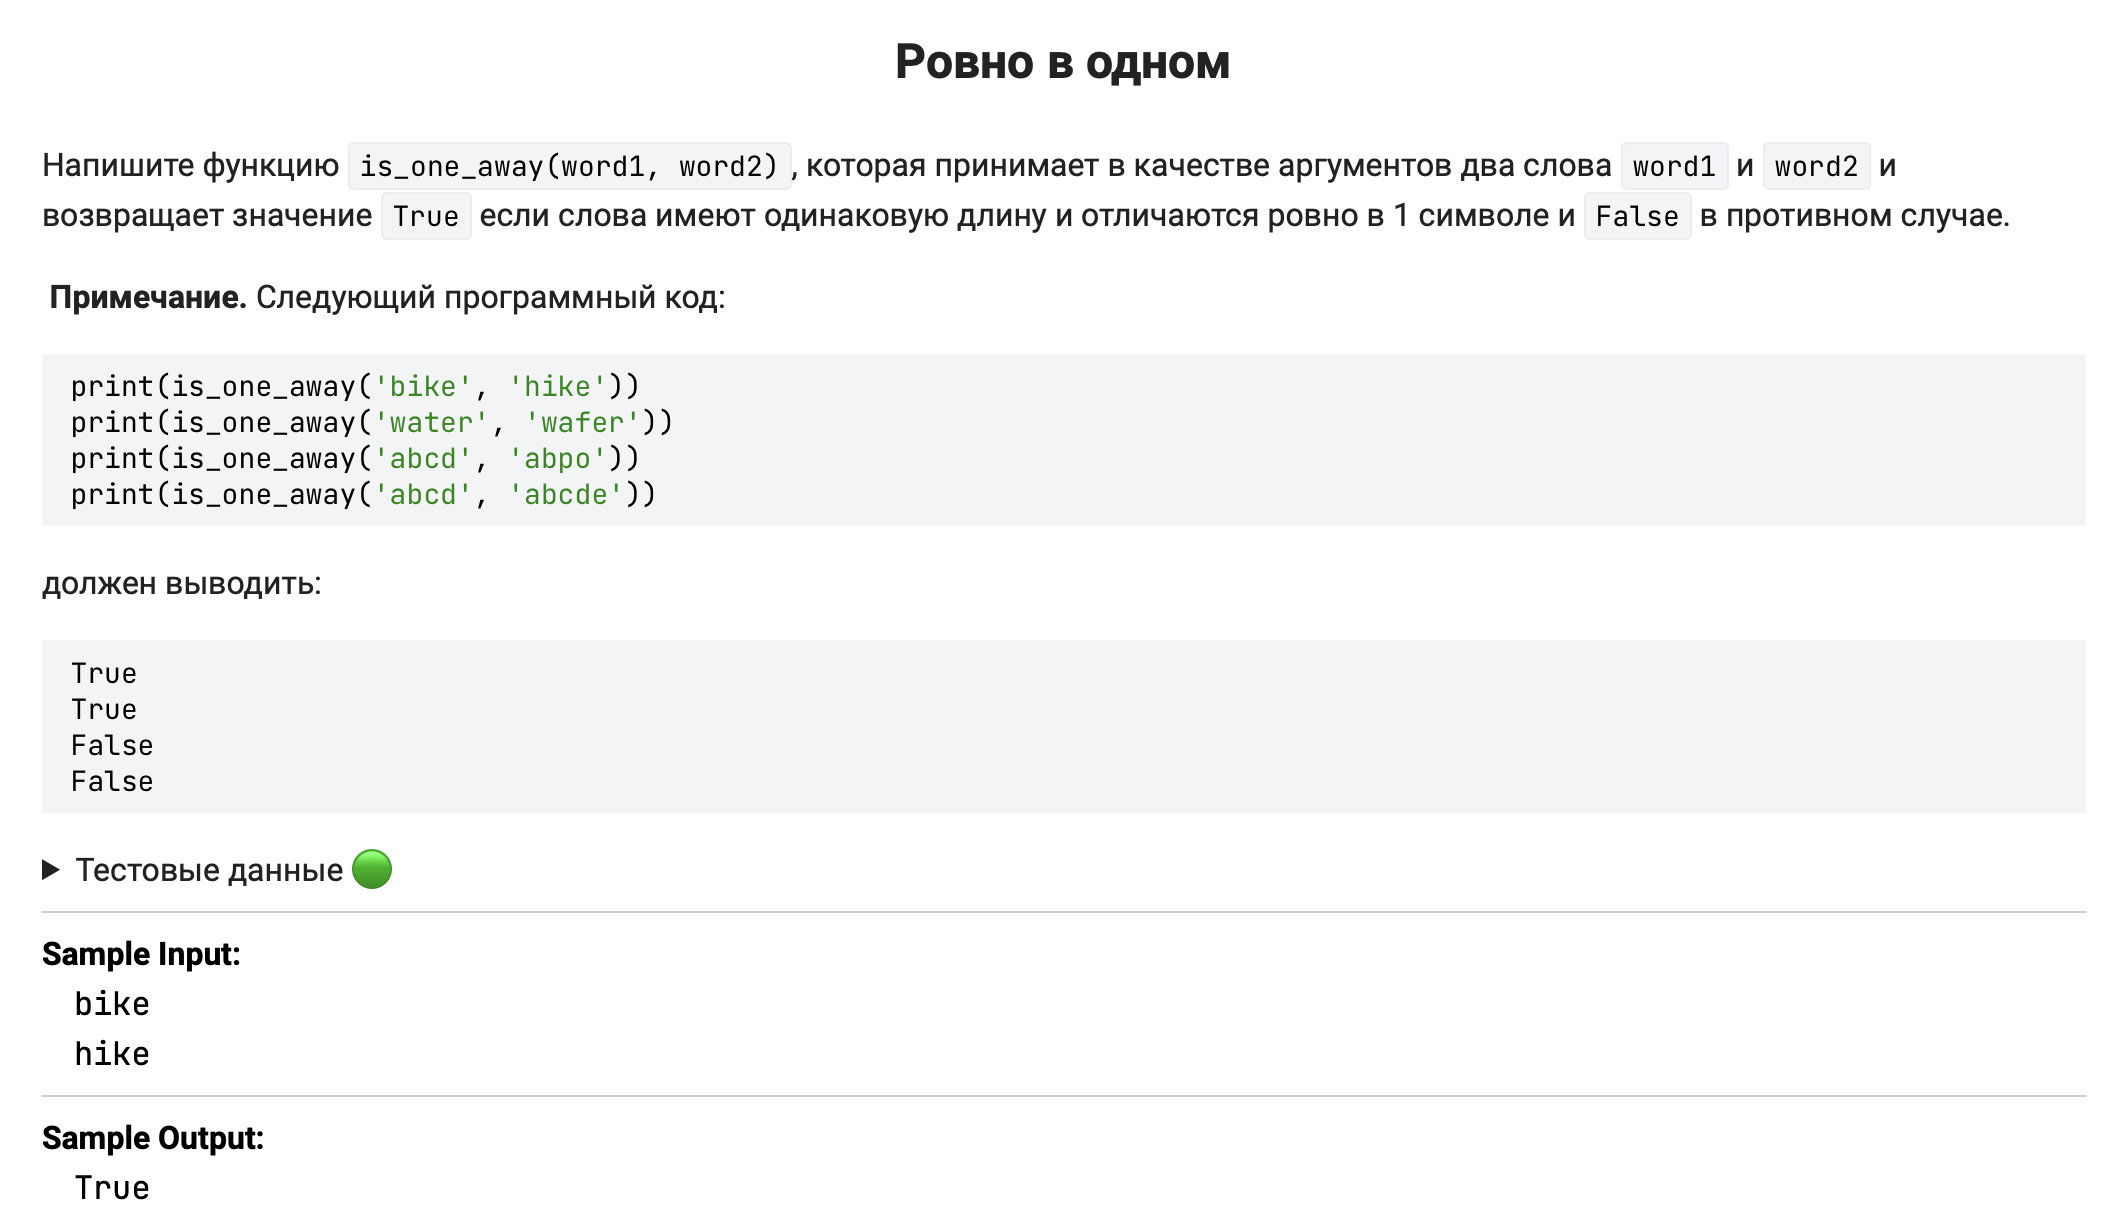 Ровно в одном
Напишите функцию is_one_away(word1, word2), которая принимает в качестве аргументов два слова word1 и word2 и
возвращает значение True если слова имеют одинаковую длину и отличаются ровно в 1 символе и False в противном случае.
Примечание. Следующий программный код:
print(is_one_away('bike', 'hike'))
print(is_one_away('water', 'wafer'))
print(is_one_away('abcd', 'abpo'))
print(is_one_away('abcd', 'abcde'))
должен выводить:
True
True
False
False
Тестовые данные
Sample Input:
bike
hike
Sample Output:
True